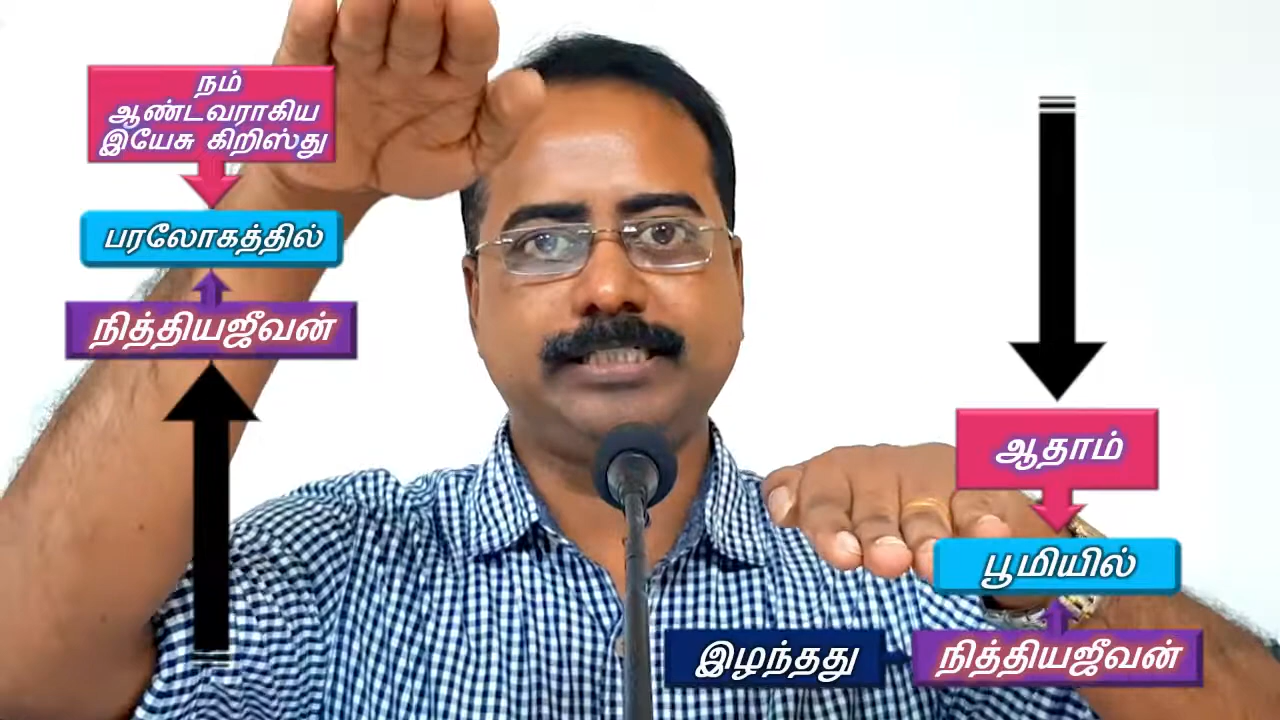 நம்
ஆண்டவராகிய
இயேசு கிறிஸ்து
பரலோகத்தில்
நித்தியஜீவன்
ஆதாம்
பூமியில்
இழந்தது
நித்தியஜீவன்